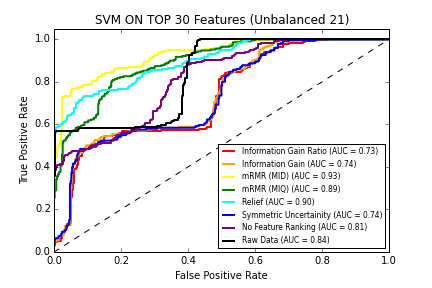 SVM ON TOP 30 Features (Unbalanced 21)
True Positive Rate
1.0
0.8
0.6
0.4
0.2
0.0
Information Gain Ratio (AUC = 0.73)
Information Gain (AUC = 0.74)
mRMR (MID) (AUC = 0.93)
mRMR (MIQ) (AUC = 0.89)
Relief (AUC = 0.90)
Symmetric Uncertainity (AUC = 0.74)
No Feature Ranking (AUC = 0.81)
Raw Data (AUC = 0.84)
0.0 0.2 0.4 0.6 0.8 1.0
False Positive Rate